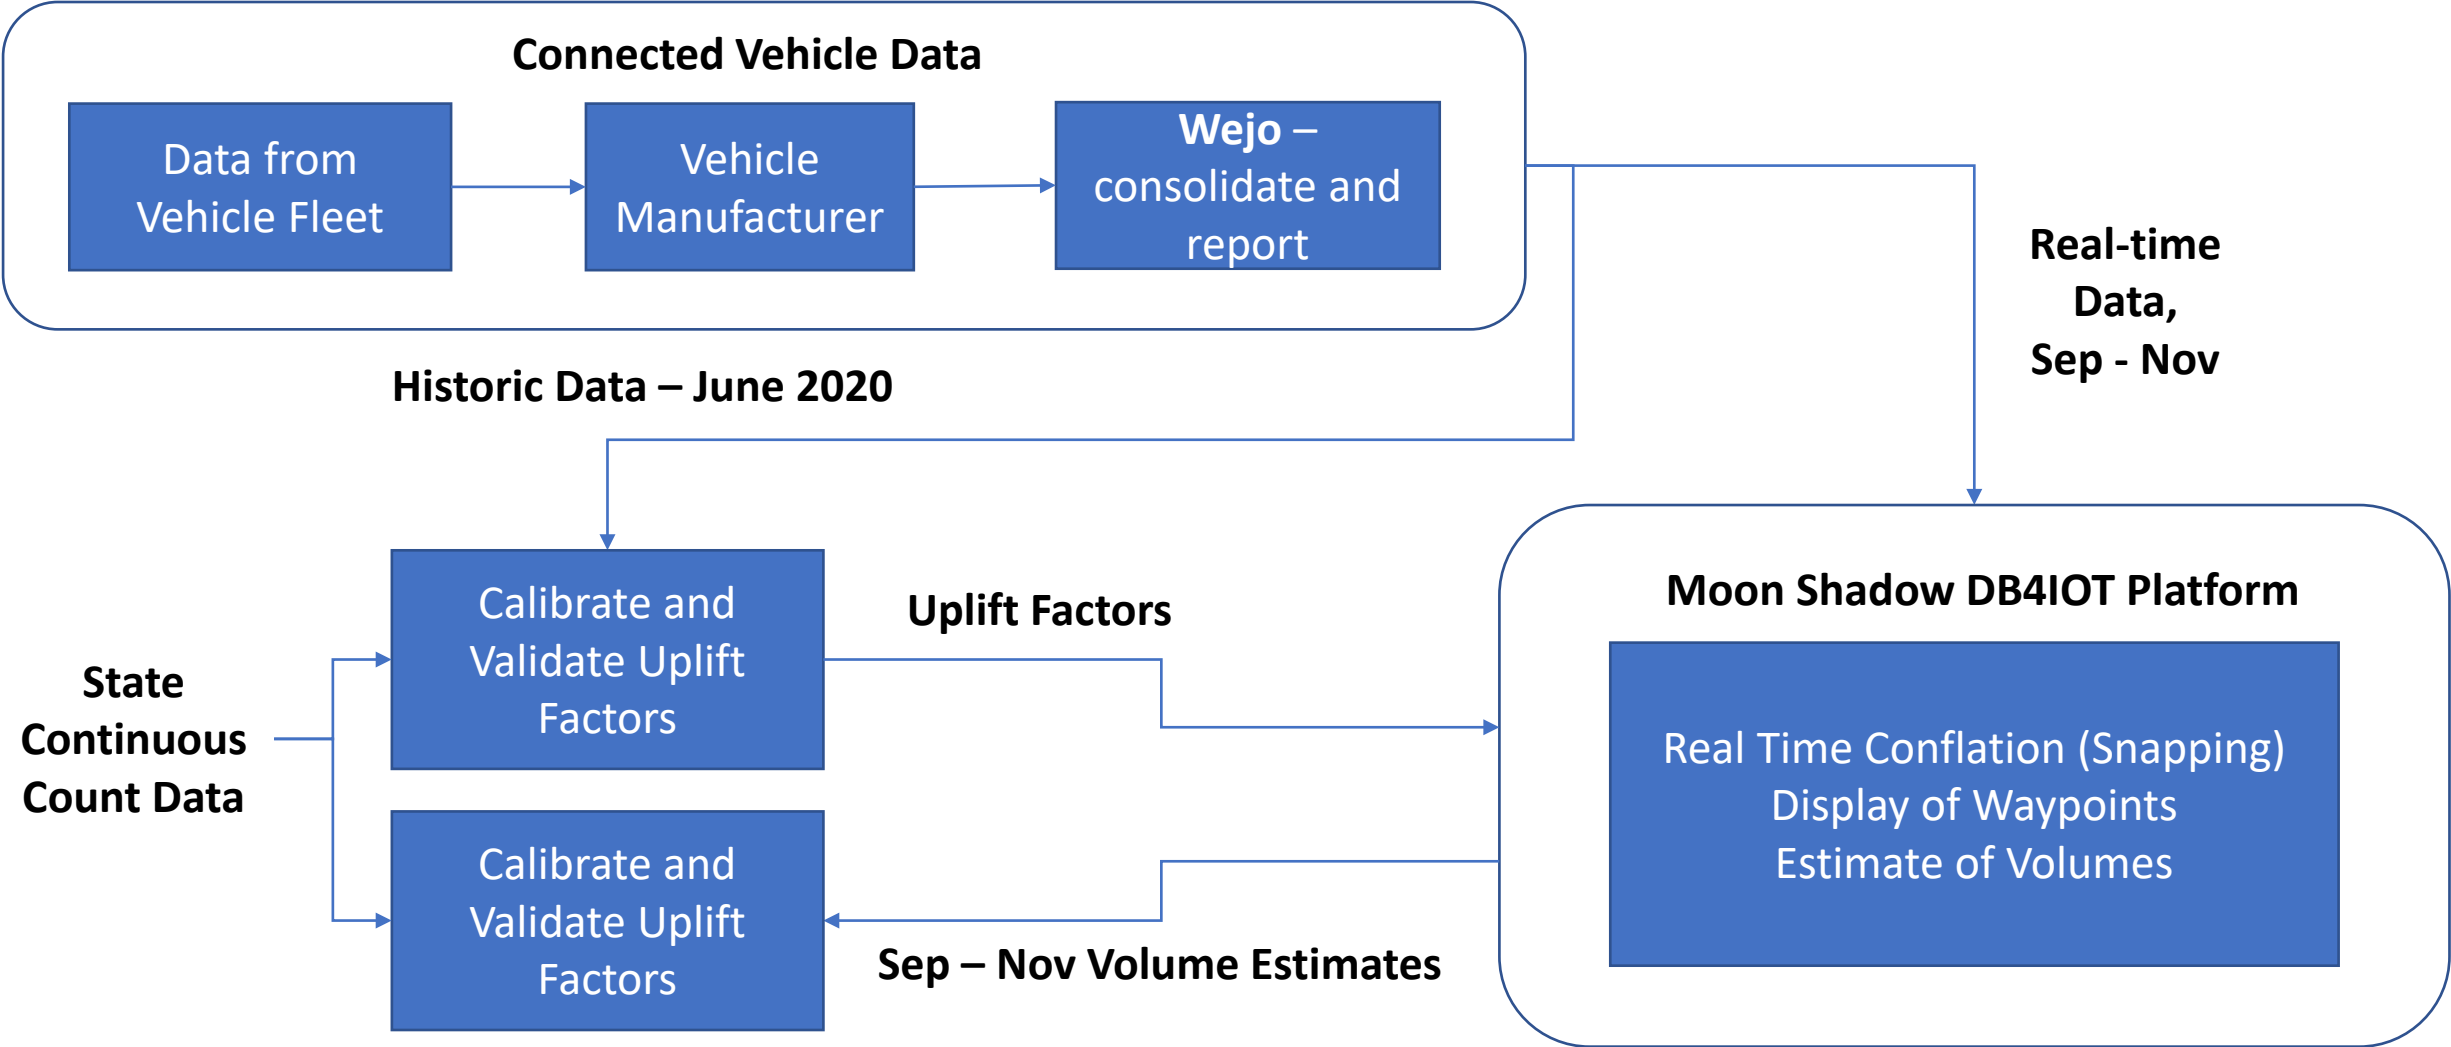 Connected Vehicle Data
Data from
Vehicle Fleet
Vehicle
Manufacturer
Wejo –
consolidate and
report
Real-time
Data,
Sep - Nov
Historic Data – June 2020
Calibrate and
Validate Uplift
Factors
Uplift Factors
Moon Shadow DB4IOT Platform
Real Time Conflation (Snapping)
Display of Waypoints
Estimate of Volumes
State
Continuous
Count Data
Calibrate and
Validate Uplift
Factors
Sep – Nov Volume Estimates